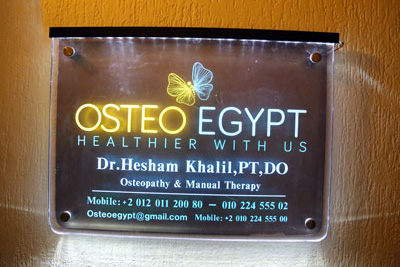 OSTEO EGYPT
HEALTHIER WITH US
Dr.Hesham Khalil,PT,DO
Osteopathy & Manual Therapy
Mobile:+2 012 011 200 80 — 010 224 555 02
Osteoegypt@gmail.com Mobile:+2 010 224 555 00